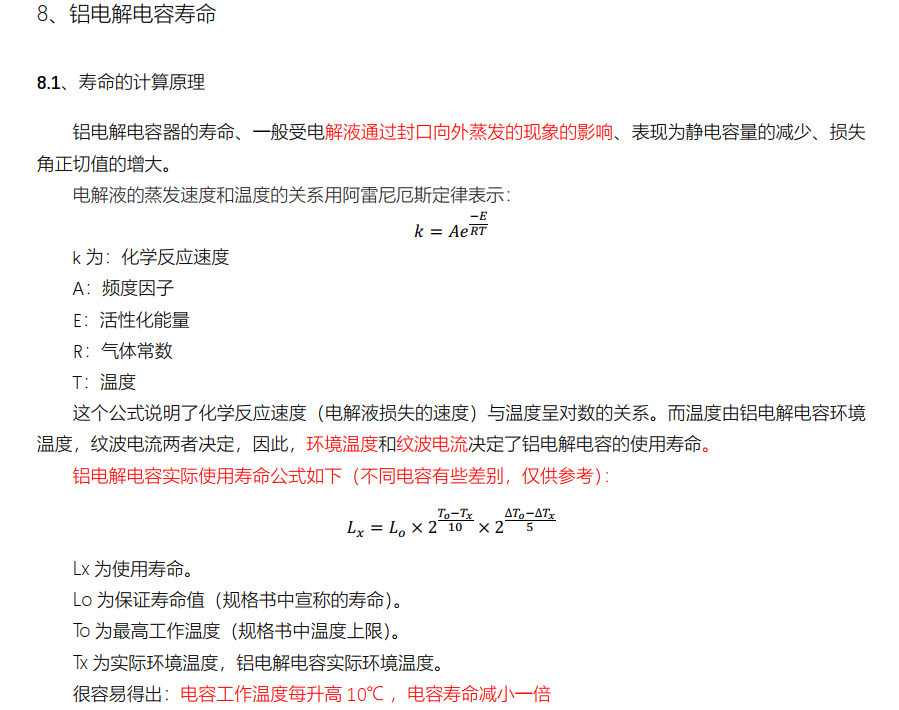 8、铝电解电容寿命
8.1、寿命的计算原理
铝电解电容器的寿命、一般受电解液通过封口向外蒸发的现象的影响、表现为静电容量的减少、损失
角正切值的增大。
电解液的蒸发速度和温度的关系用阿雷尼厄斯定律表示：
k = Ae^(−E/RT)
k 为：化学反应速度
A：频度因子
E：活性化能量
R：气体常数
T：温度
这个公式说明了化学反应速度（电解液损失的速度）与温度呈对数的关系。而温度由铝电解电容环境
温度，纹波电流两者决定，因此，环境温度和纹波电流决定了铝电解电容的使用寿命。
铝电解电容实际使用寿命公式如下（不同电容有些差别，仅供参考）：
Lₓ = Lₒ × 2^((Tₒ−Tₓ)/10) × 2^((ΔTₒ−ΔTₓ)/5)
Lx 为使用寿命。
Lo 为保证寿命值（规格书中宣称的寿命）。
To 为最高工作温度（规格书中温度上限）。
Tx 为实际环境温度，铝电解电容实际环境温度。
很容易得出：电容工作温度每升高 10℃ ，电容寿命减小一倍